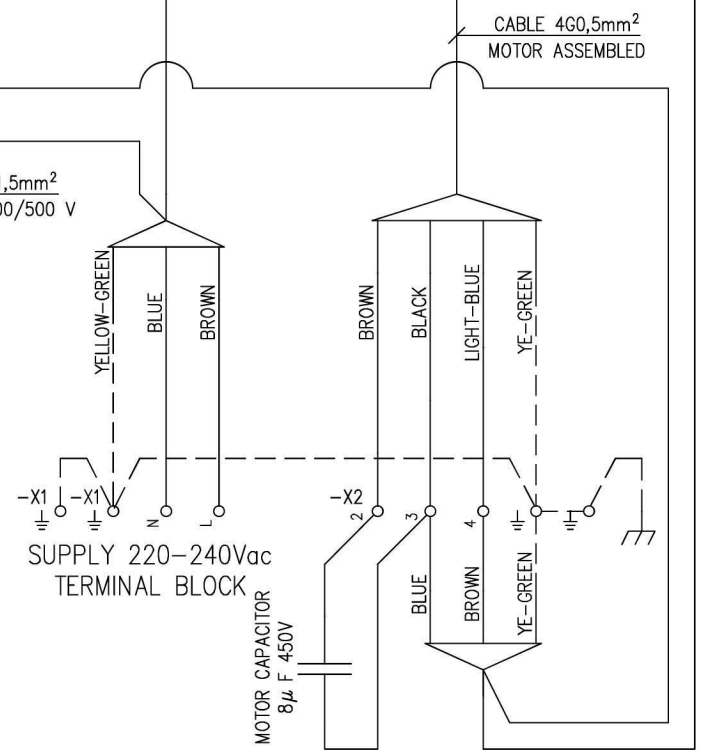 CABLE 4G0,5mm²
MOTOR ASSEMBLED
,5mm²
00/500 V
YELLOW-GREEN
BLUE
BROWN
BROWN
BLACK
LIGHT-BLUE
YE-GREEN
-X1
-X1
N
L
-X2
2
3
4
SUPPLY 220-240Vac
TERMINAL BLOCK
BLUE
BROWN
YE-GREEN
MOTOR CAPACITOR
8µ F 450V